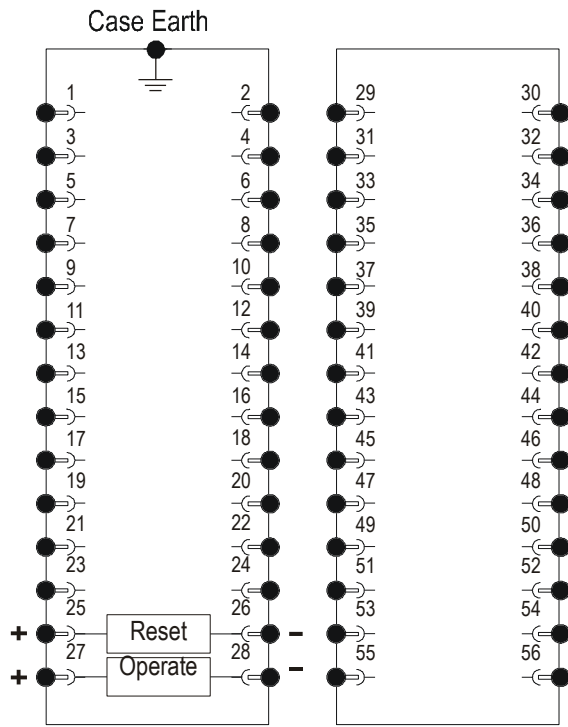 Case Earth
1 2 29 30
3 4 31 32
5 6 33 34
7 8 35 36
9 10 37 38
11 12 39 40
13 14 41 42
15 16 43 44
17 18 45 46
19 20 47 48
21 22 49 50
23 24 51 52
25 26 53 54
+ Reset -
27 28 55 56
+ Operate -